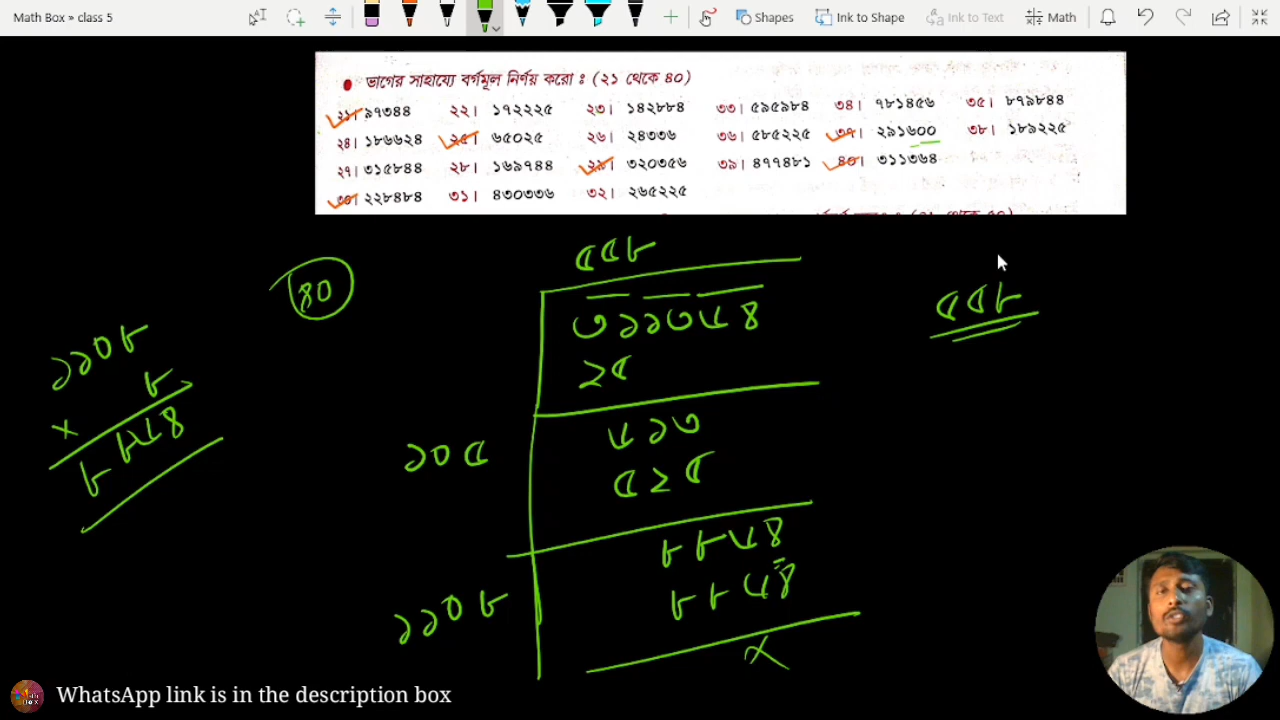 Math Box » class 5
Shapes
Ink to Shape
Ink to Text
Math
ভাগের সাহায্যে বর্গমূল নির্ণয় করো : (২১ থেকে ৪০)
২১। ৯৭৩৪৪ ২২। ১৭২২২৫ ২৩। ১৪২৮৮৪ ৩৩। ৫৯৫৯৮৪ ৩৪। ৭৮১৪৫৬ ৩৫। ৮৭৯৮৪৪
২৪। ১৮৬৬২৪ ২৫। ৬৫০২৫ ২৬। ২৪৩৩৬ ৩৬। ৫৮৫২২৫ ৩৭। ২৯১৬০০ ৩৮। ১৮৯২২৫
২৭। ৩১৫৮৪৪ ২৮। ১৬৯৭৪৪ ২৯। ৩২০৩৫৬ ৩৯। ৪৭৭৪৮১ ৪০। ৩১১৩৬৪
৩০। ২২৮৪৮৪ ৩১। ৪৩০৩৩৬ ৩২। ২৬৫২২৫
(৪০)
৫৫৮
৩১১৩৬৪
২৫
১০৫ ৬১৩
৫২৫
৮৮৬৪
১১০৮ ৮৮৬৪
×
১১০৮
× ৮
৮৮৬৪
৫৫৮
WhatsApp link is in the description box